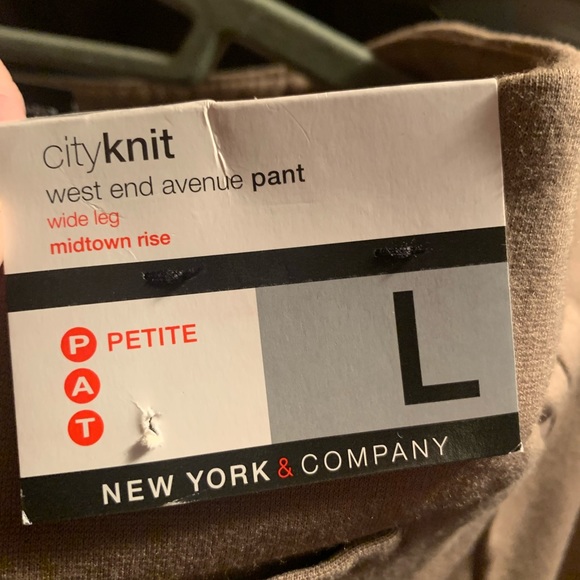 cityknit
west end avenue pant
wide leg
midtown rise
P PETITE
A
T
L
NEW YORK & COMPANY